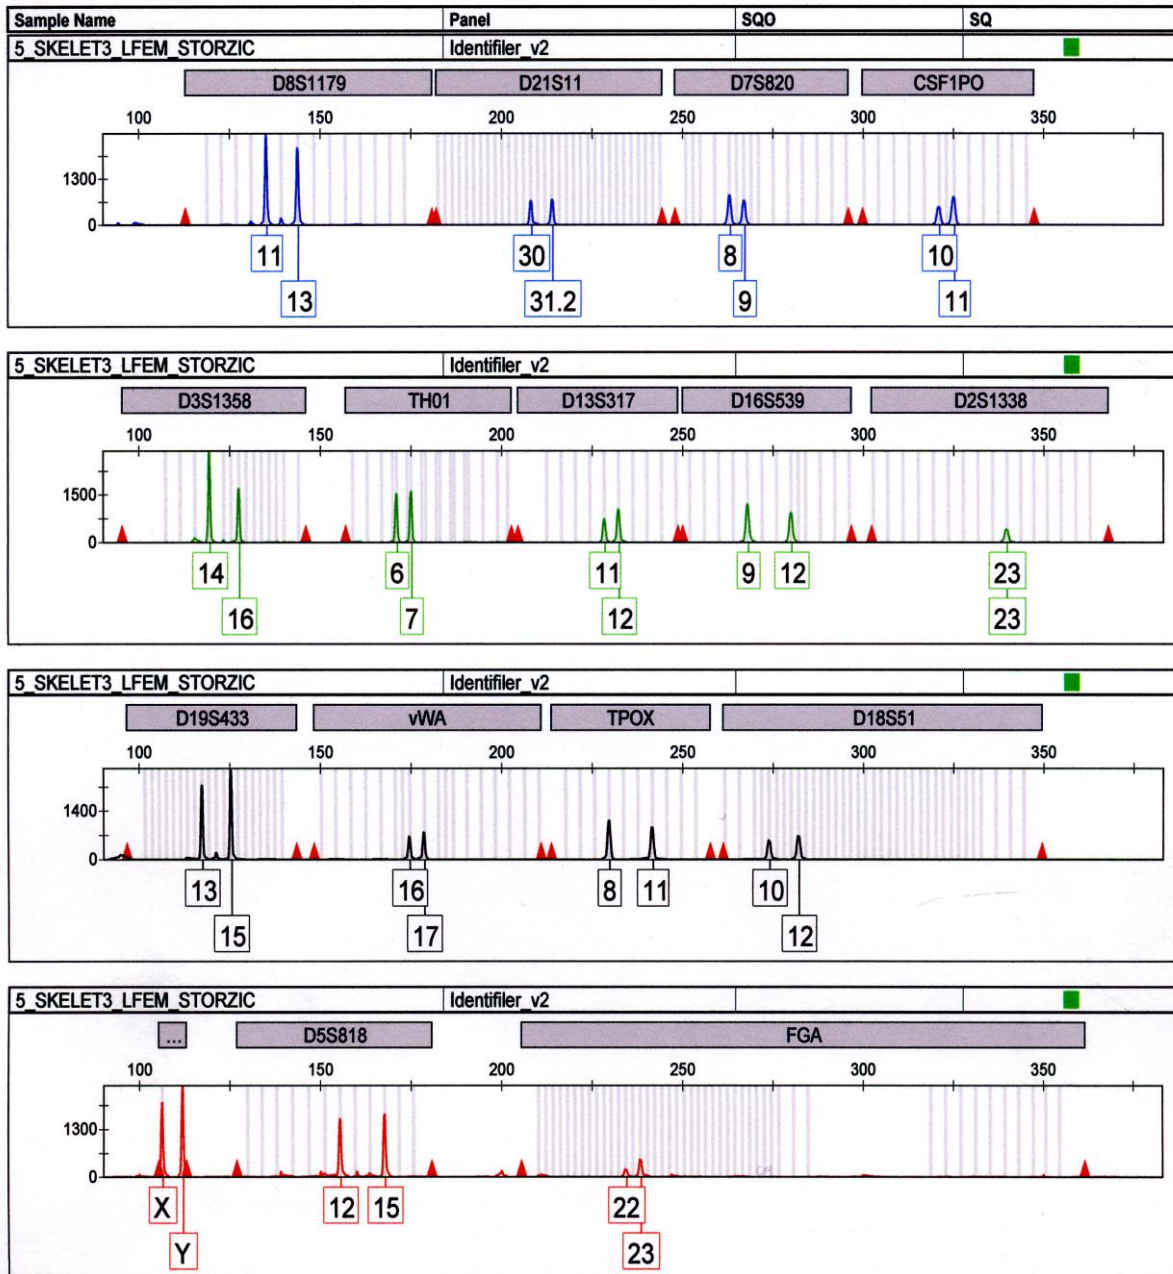 Sample Name Panel SQO SQ
5_SKELET3_LFEM_STORZIC Identifiler_v2
D8S1179 D21S11 D7S820 CSF1PO
100 150 200 250 300 350
1300
0
11 30 8 10
13 31.2 9 11
5_SKELET3_LFEM_STORZIC Identifiler_v2
D3S1358 TH01 D13S317 D16S539 D2S1338
100 150 200 250 300 350
1500
0
14 6 11 9 12 23
16 7 12 23
5_SKELET3_LFEM_STORZIC Identifiler_v2
D19S433 vWA TPOX D18S51
100 150 200 250 300 350
1400
0
13 16 8 11 10
15 17 12
5_SKELET3_LFEM_STORZIC Identifiler_v2
... D5S818 FGA
100 150 200 250 300 350
1300
0
X 12 15 22
Y 23